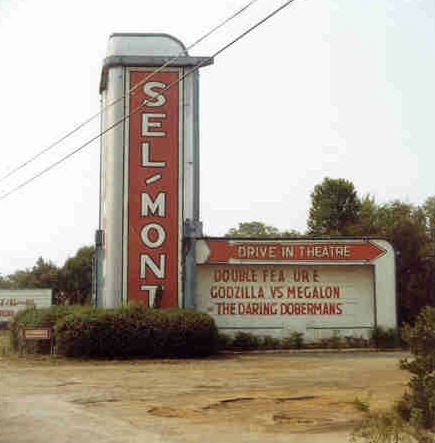 SEL-MONT
DRIVE IN THEATRE
DOUBLE FEA URE
GODZILLA VS MEGALON
THE DARING DOBERMANS